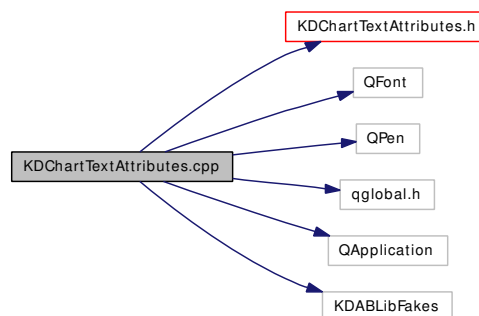 KDChartTextAttributes.h
QFont
QPen
KDChartTextAttributes.cpp
qglobal.h
QApplication
KDABLibFakes